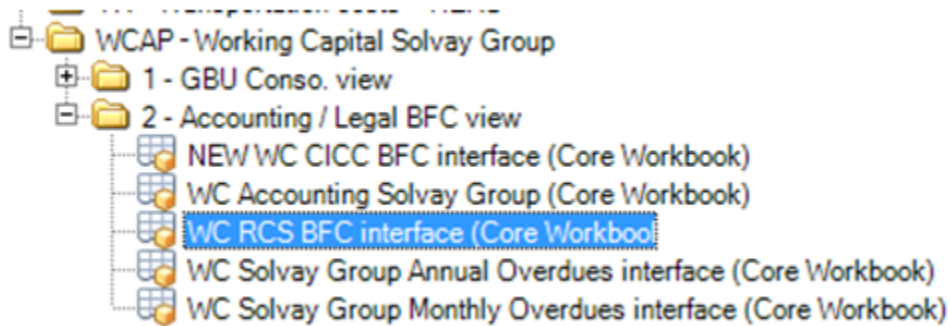 WCAP - Working Capital Solvay Group
1 - GBU Conso. view
2 - Accounting / Legal BFC view
NEW WC CICC BFC interface (Core Workbook)
WC Accounting Solvay Group (Core Workbook)
WC RCS BFC interface (Core Workboo
WC Solvay Group Annual Overdues interface (Core Workbook)
WC Solvay Group Monthly Overdues interface (Core Workbook)